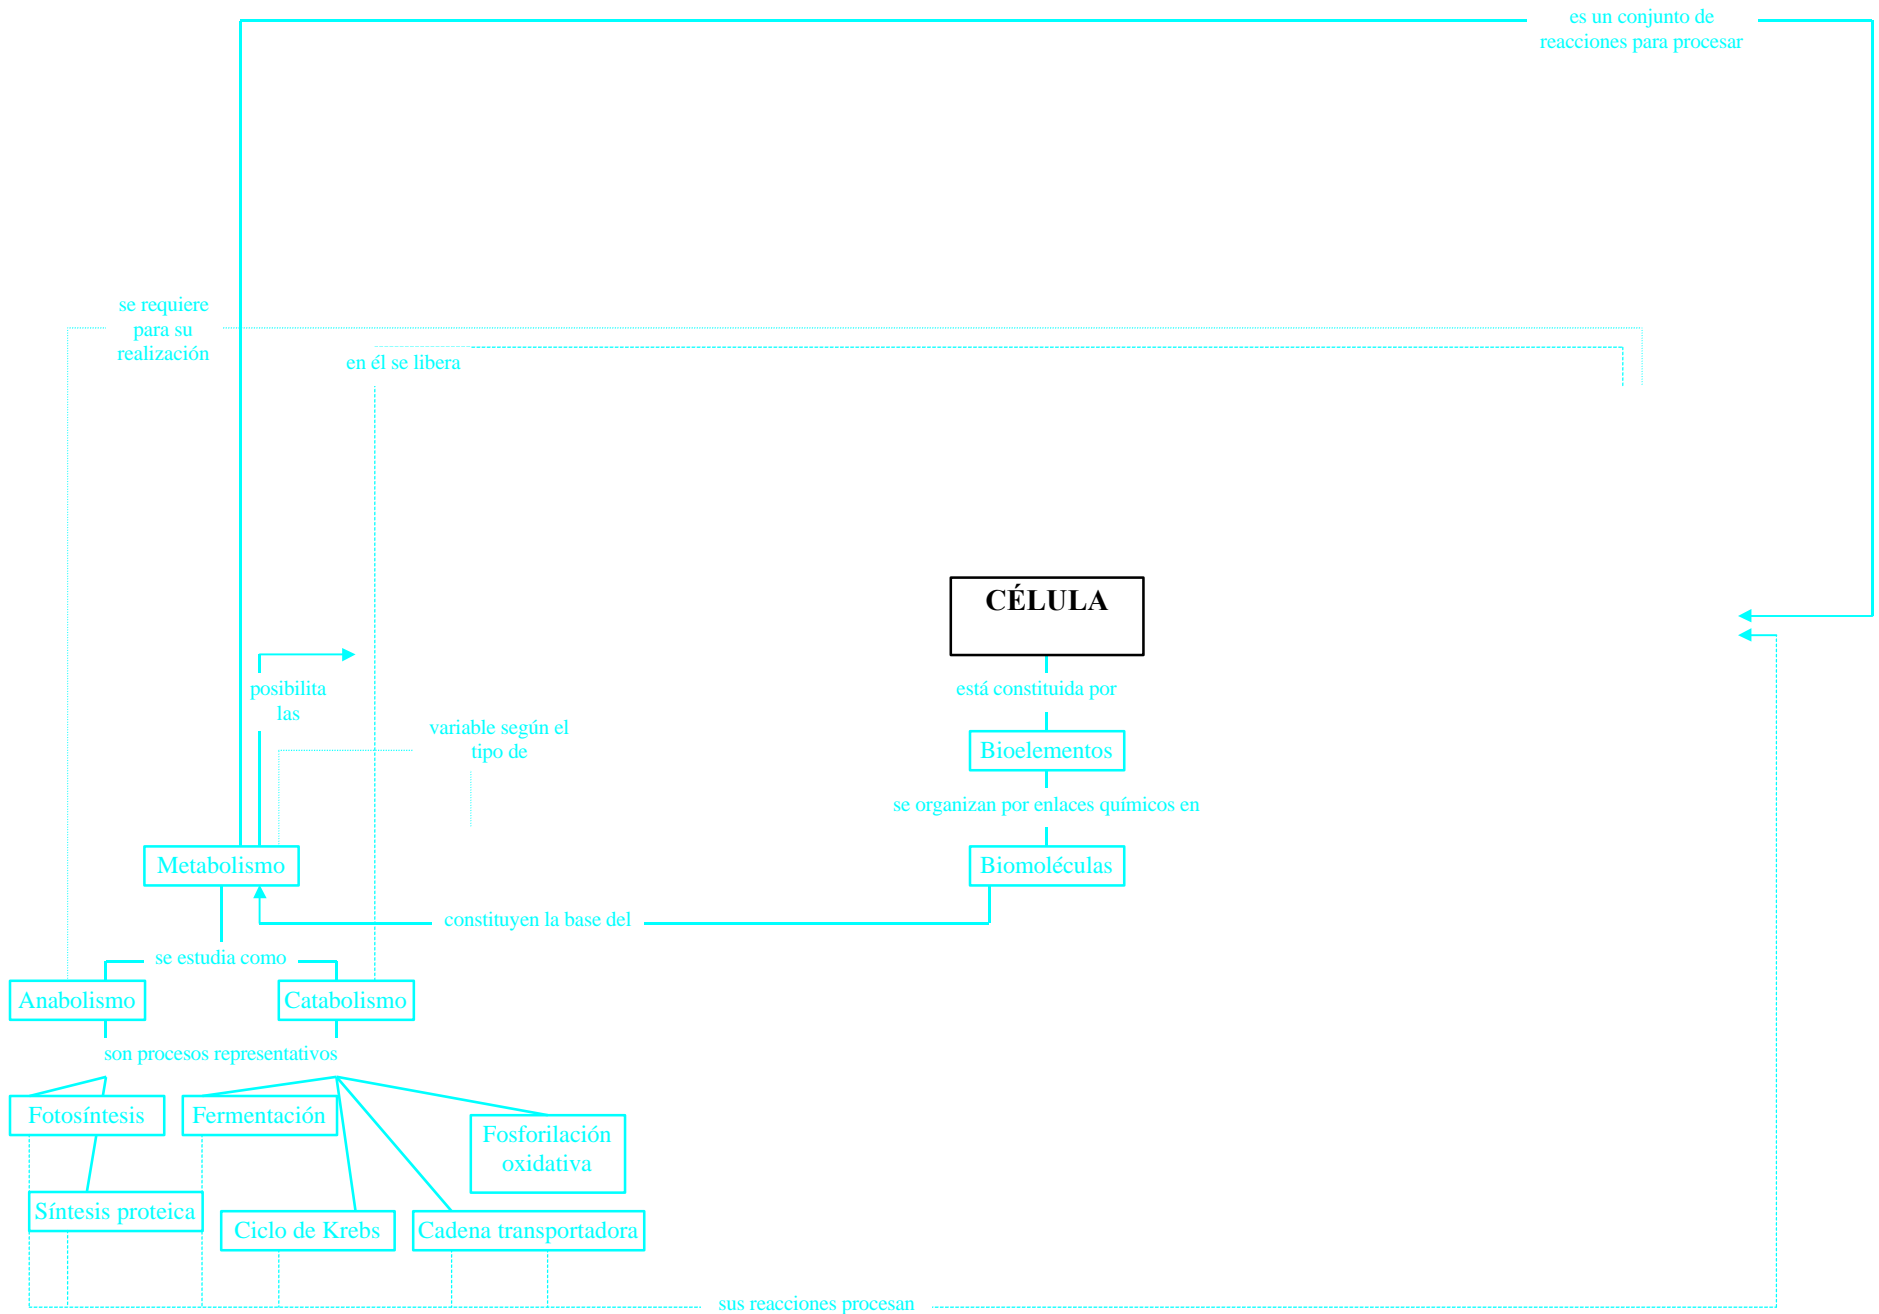 es un conjunto de
reacciones para procesar
se requiere
para su
realización
en él se libera
CÉLULA
posibilita
las
está constituida por
variable según el
tipo de
Bioelementos
se organizan por enlaces químicos en
Metabolismo
Biomoléculas
constituyen la base del
se estudia como
Anabolismo
Catabolismo
son procesos representativos
Fotosíntesis
Fermentación
Fosforilación
oxidativa
Síntesis proteica
Ciclo de Krebs
Cadena transportadora
sus reacciones procesan